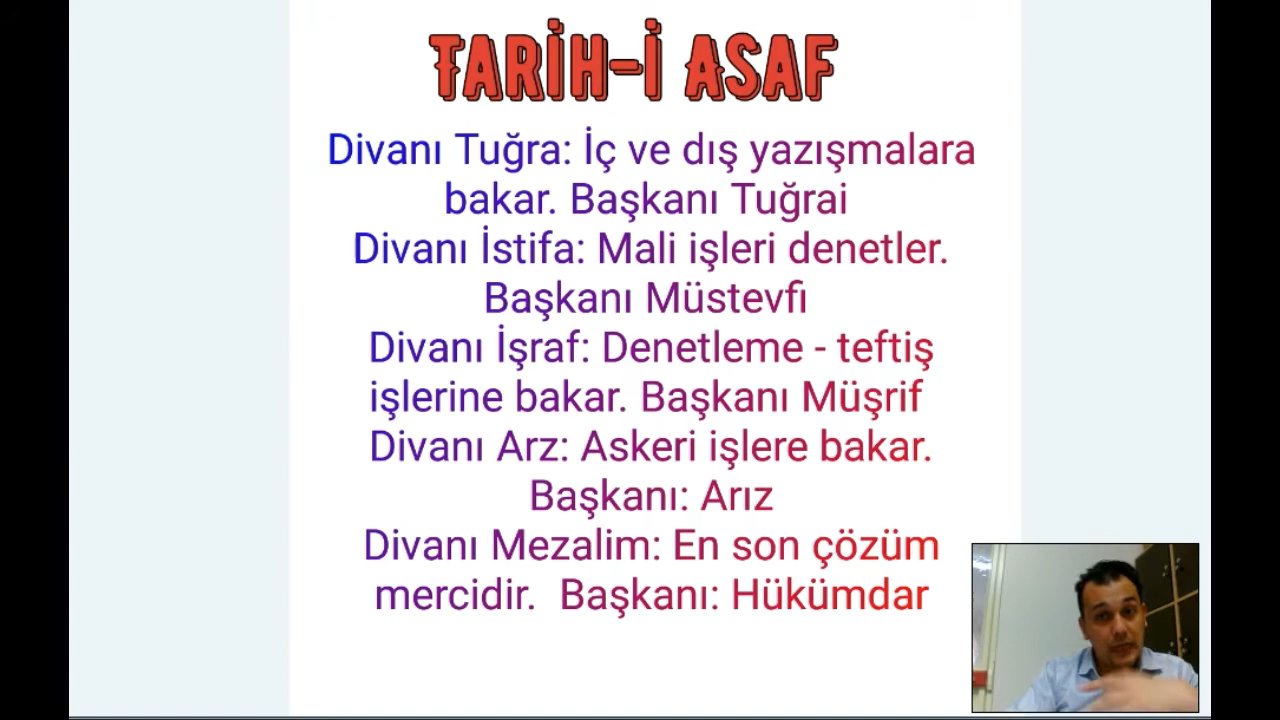 TARİH-İ ASAF
Divanı Tuğra: İç ve dış yazışmalara
bakar. Başkanı Tuğrai
Divanı İstifa: Mali işleri denetler.
Başkanı Müstevfi
Divanı İşraf: Denetleme - teftiş
işlerine bakar. Başkanı Müşrif
Divanı Arz: Askeri işlere bakar.
Başkanı: Arız
Divanı Mezalim: En son çözüm
mercidir. Başkanı: Hükümdar